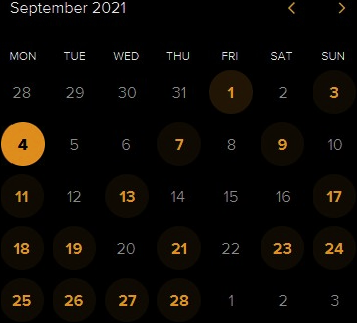 September 2021 < >
MON TUE WED THU FRI SAT SUN
28 29 30 31 1 2 3
4 5 6 7 8 9 10
11 12 13 14 15 16 17
18 19 20 21 22 23 24
25 26 27 28 1 2 3